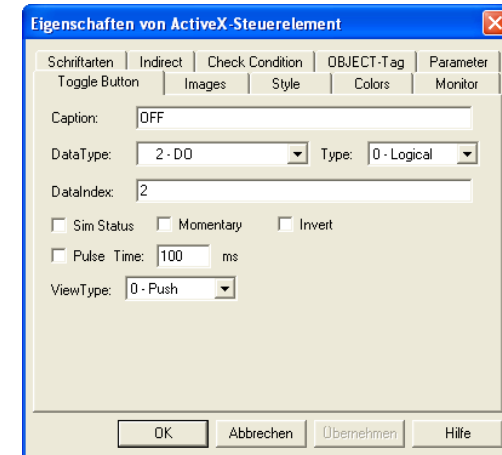 Eigenschaften von ActiveX-Steuerelement
Schriftarten Indirect Check Condition OBJECT-Tag Parameter
Toggle Button Images Style Colors Monitor
Caption: OFF
DataType: 2 - DO Type: 0 - Logical
DataIndex: 2
Sim Status Momentary Invert
Pulse Time: 100 ms
ViewType: 0 - Push
OK Abbrechen Übernehmen Hilfe